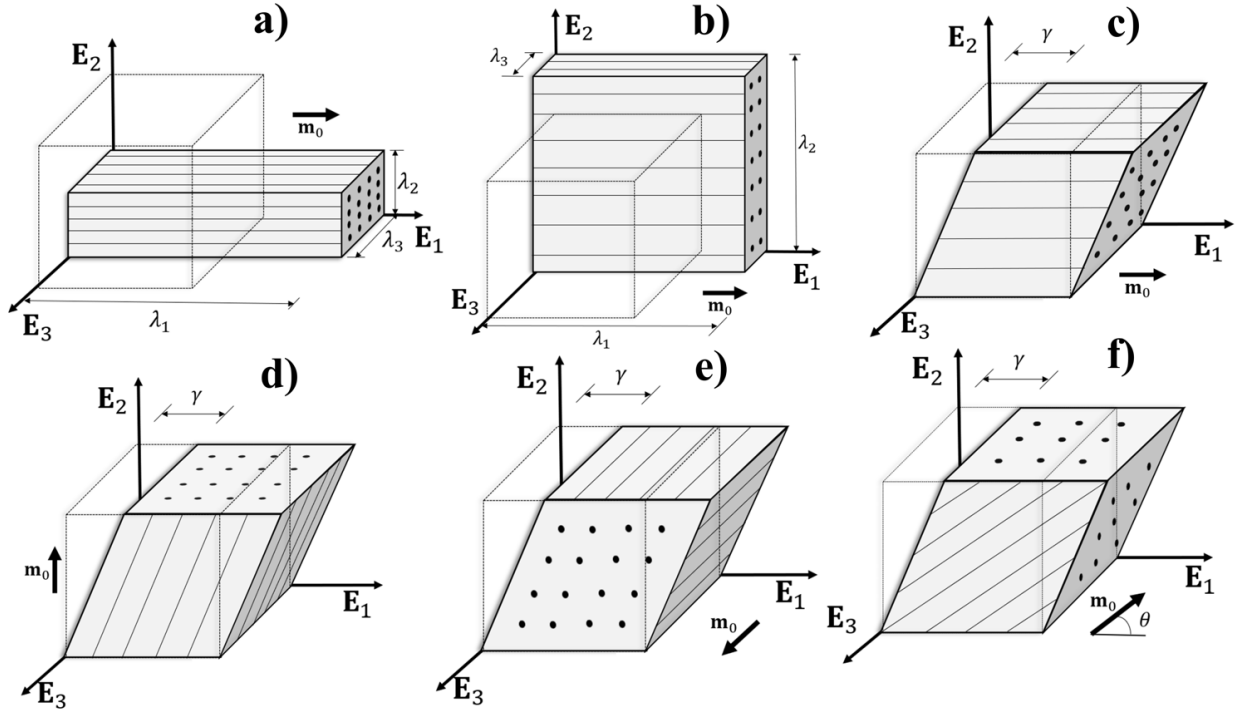 a)
E₂
m₀
λ₂
E₁
λ₃
E₃
λ₁
b)
E₂
λ₃
λ₂
E₁
E₃
m₀
λ₁
c)
E₂
γ
E₁
m₀
E₃
d)
E₂
γ
m₀
E₁
E₃
e)
E₂
γ
E₁
m₀
E₃
f)
E₂
γ
E₁
m₀
θ
E₃